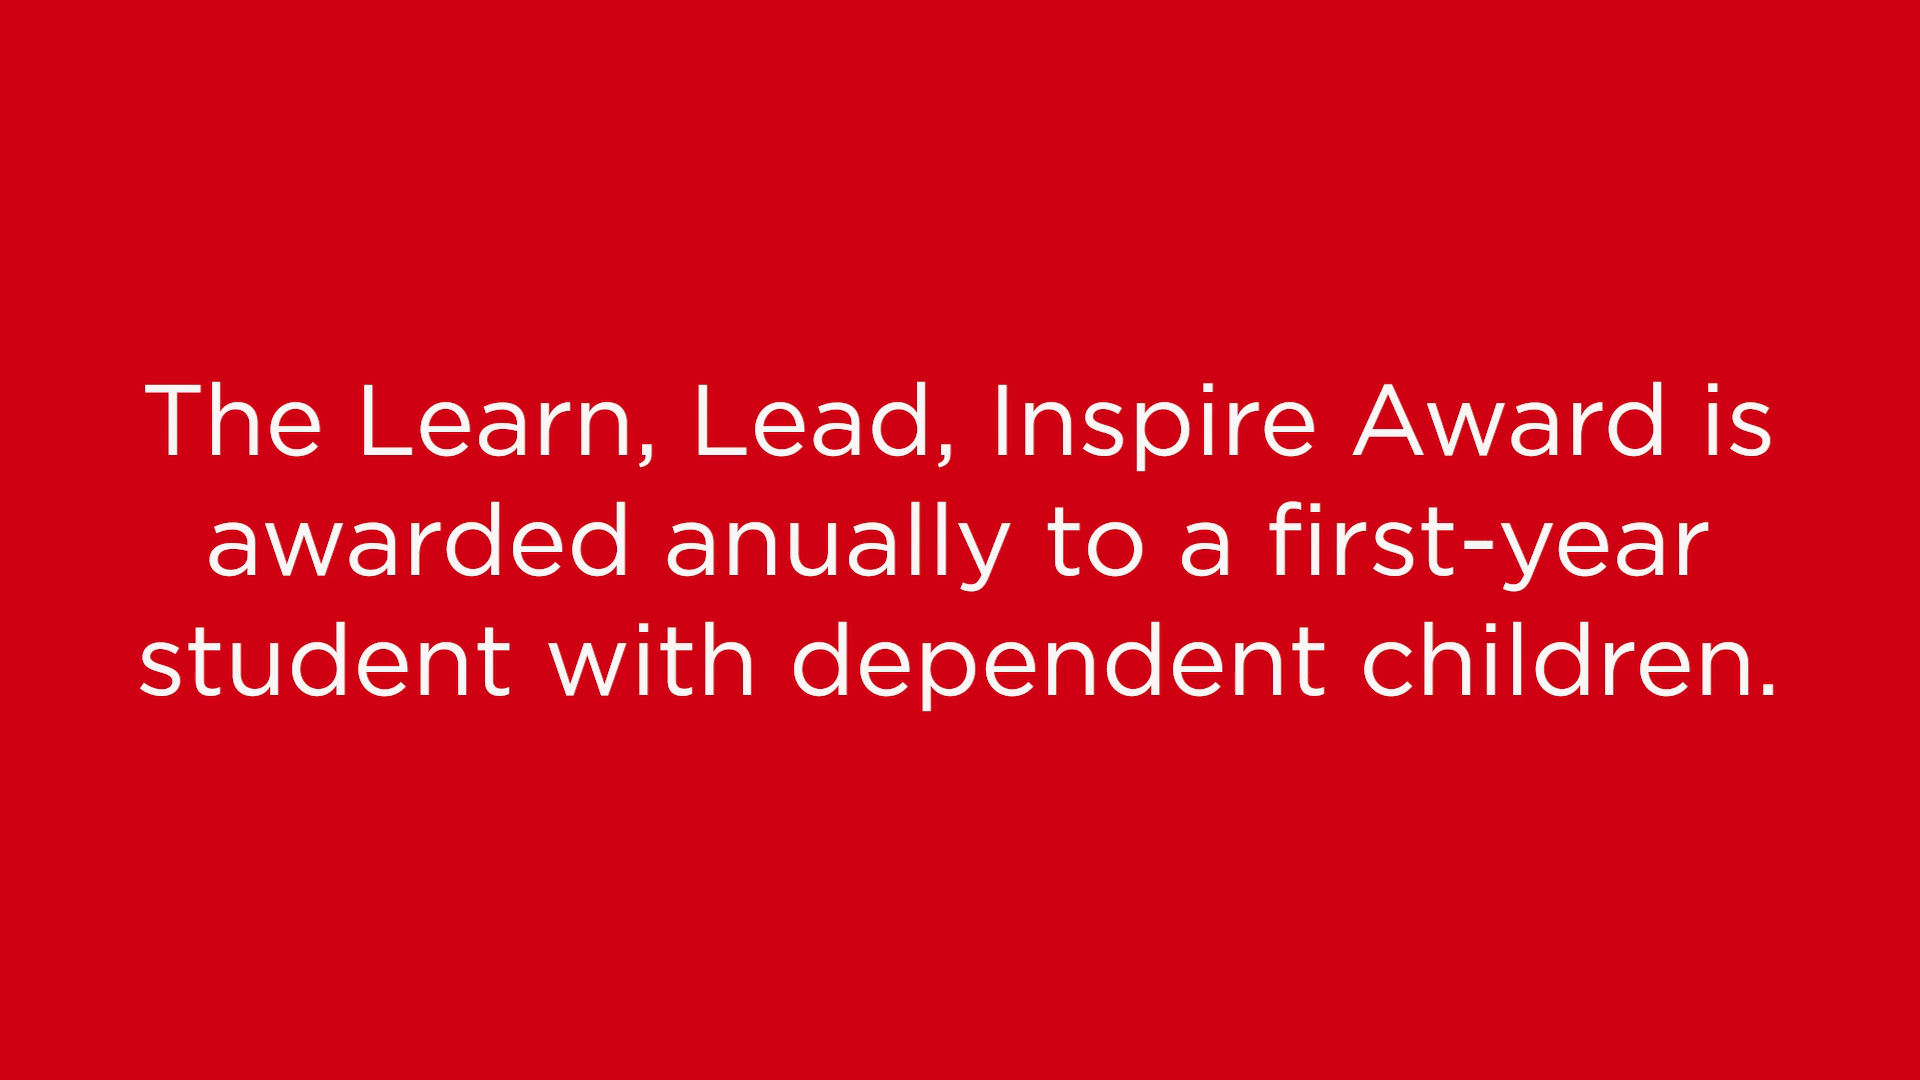 The Learn, Lead, Inspire Award is
awarded anually to a first-year
student with dependent children.